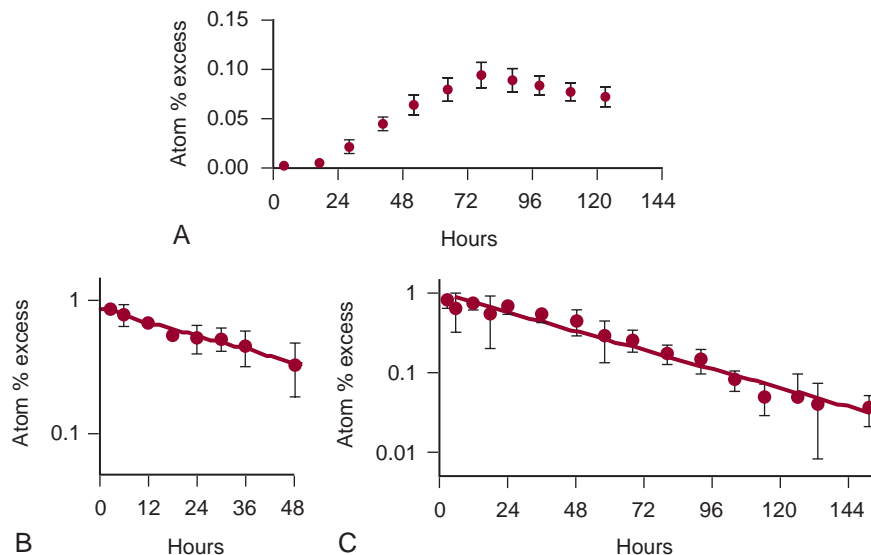 0.15
0.10
0.05
0.00
Atom % excess
0 24 48 72 96 120 144
A
Hours
1
0.1
Atom % excess
0 12 24 36 48
B
Hours
1
0.1
0.01
Atom % excess
0 24 48 72 96 120 144
C
Hours